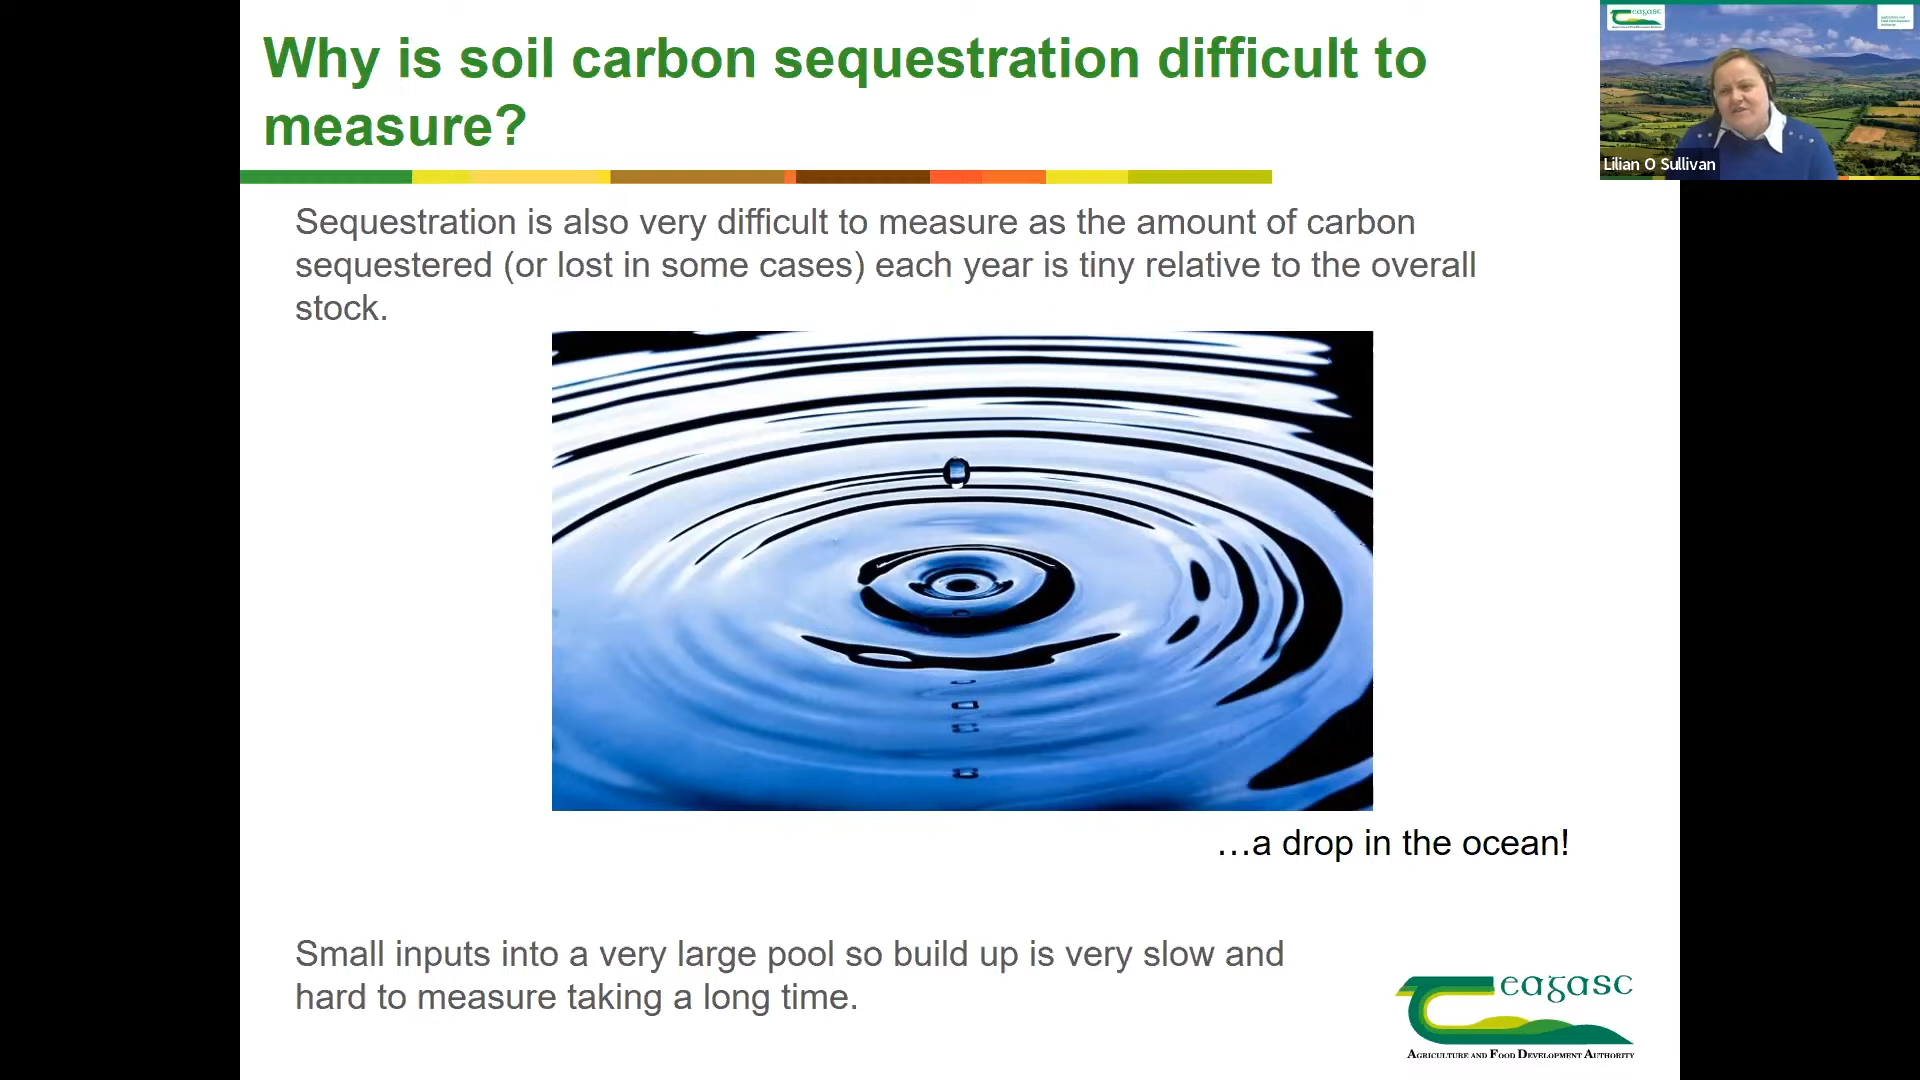 Why is soil carbon sequestration difficult to
measure?
Lilian O Sullivan
Sequestration is also very difficult to measure as the amount of carbon
sequestered (or lost in some cases) each year is tiny relative to the overall
stock.
…a drop in the ocean!
Small inputs into a very large pool so build up is very slow and
hard to measure taking a long time.
eagasc
AGRICULTURE AND FOOD DEVELOPMENT AUTHORITY